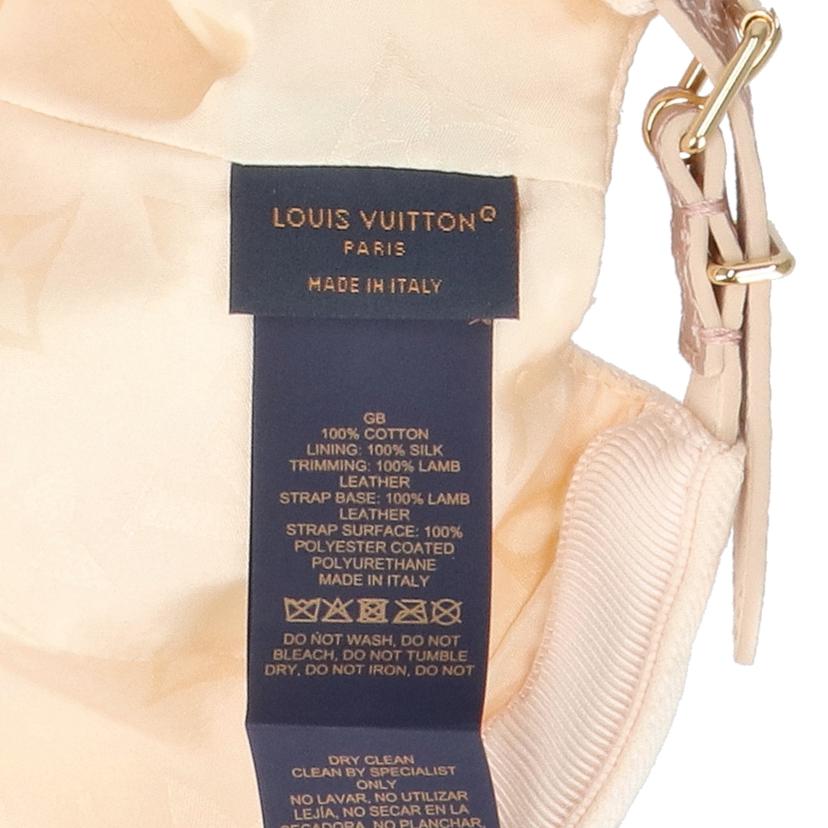 LOUIS VUITTON®
PARIS
MADE IN ITALY
GB
100% COTTON
LINING: 100% SILK
TRIMMING: 100% LAMB
LEATHER
STRAP BASE: 100% LAMB
LEATHER
STRAP SURFACE: 100%
POLYESTER COATED
POLYURETHANE
MADE IN ITALY
DO NOT WASH, DO NOT
BLEACH, DO NOT TUMBLE
DRY, DO NOT IRON, DO NOT
DRY CLEAN
CLEAN BY SPECIALIST
ONLY
NO LAVAR, NO UTILIZAR
LEJÍA, NO SECAR EN LA
SECADORA, NO PLANCHAR,